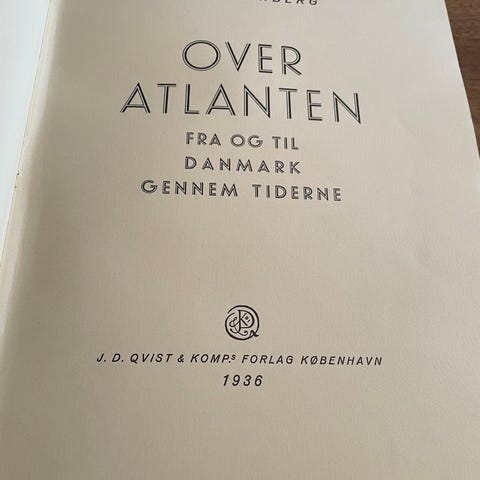 OVER
ATLANTEN
FRA OG TIL
DANMARK
GENNEM TIDERNE
J. D. QVIST & KOMP.S FORLAG KØBENHAVN
1936